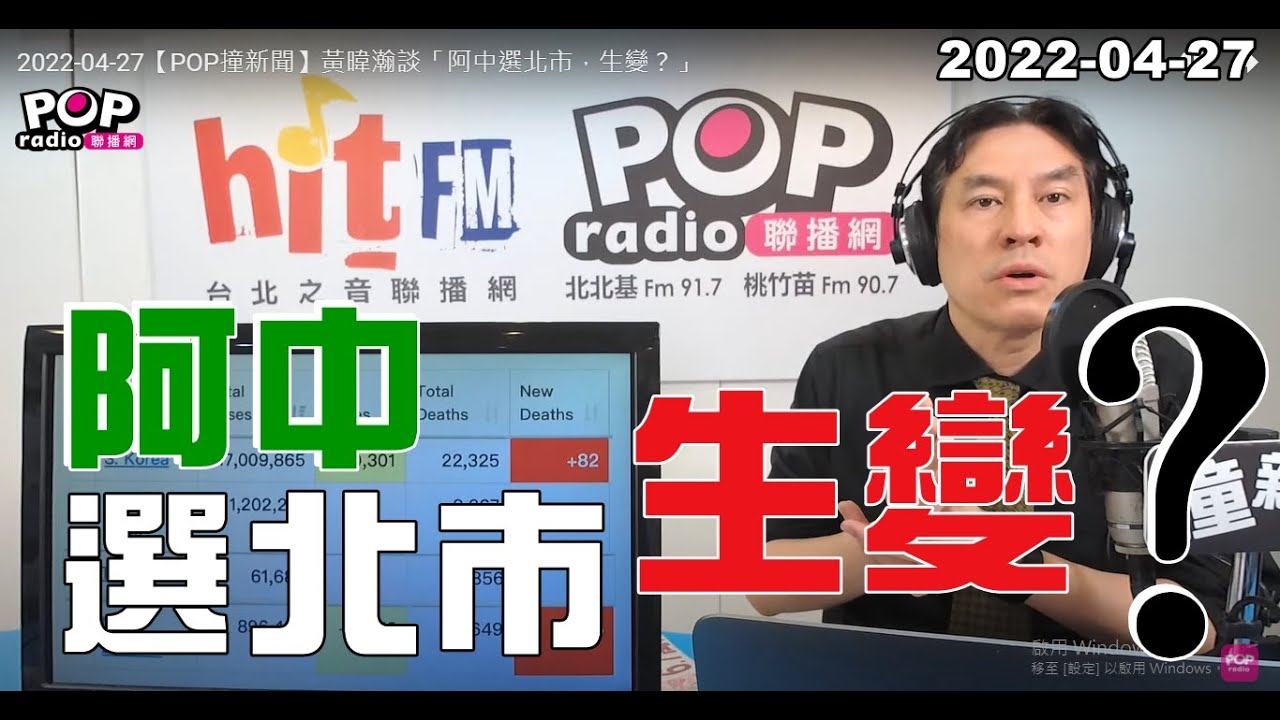 2022-04-27【POP撞新聞】黃暐瀚談「阿中選北市，生變？」
2022-04-27
POP
radio 聯播網
hit FM
台北之音聯播網
POP
radio 聯播網
北北基 Fm 91.7 桃竹苗 Fm 90.7
阿中
選北市
生變?
Total
Deaths
New
Deaths
S. Korea
22,325
+82
啟用 Windows
移至 [設定] 以啟用 Windows
POP
radio